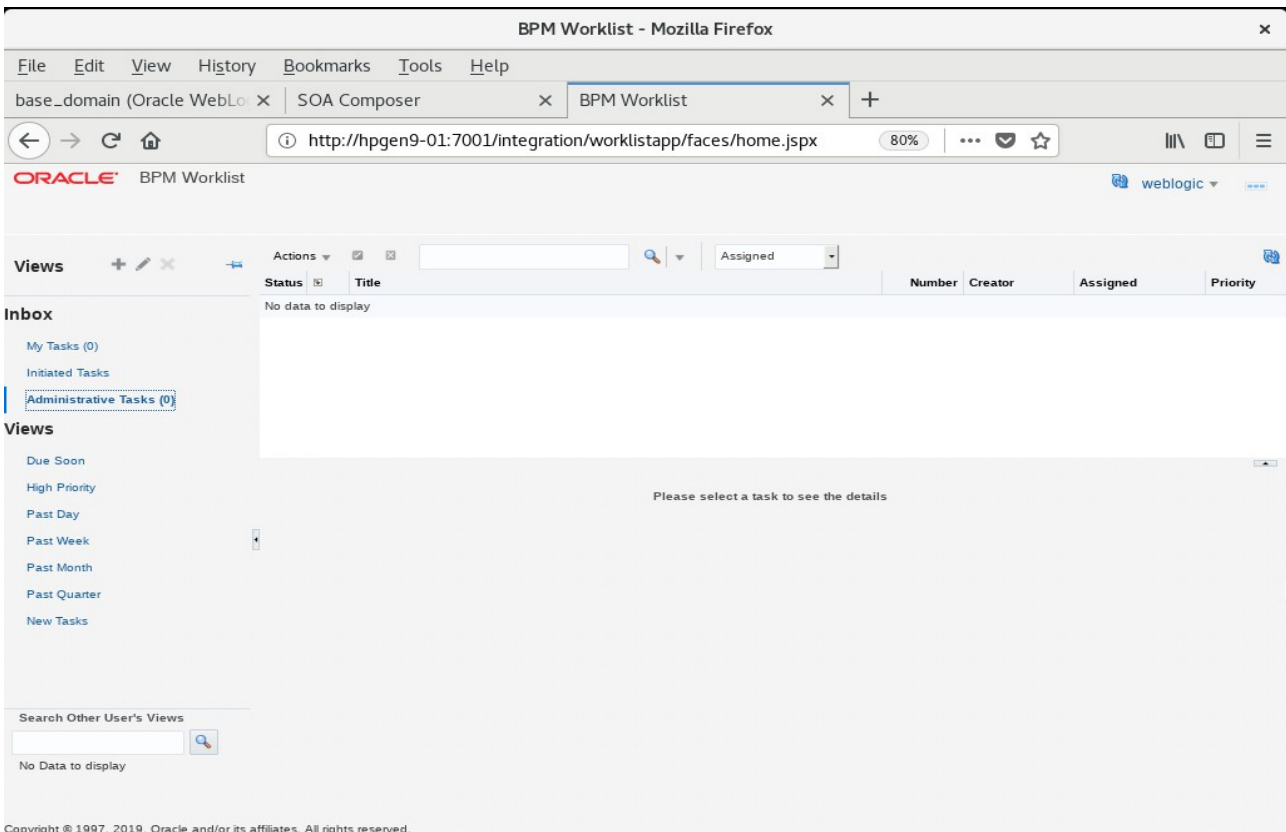 BPM Worklist - Mozilla Firefox
File Edit View History Bookmarks Tools Help
base_domain (Oracle WebLo SOA Composer BPM Worklist
http://hpgen9-01:7001/integration/worklistapp/faces/home.jspx 80%
ORACLE BPM Worklist weblogic
Views Actions Assigned
Status Title Number Creator Assigned Priority
No data to display
Inbox
My Tasks (0)
Initiated Tasks
Administrative Tasks (0)
Views
Due Soon
High Priority
Please select a task to see the details
Past Day
Past Week
Past Month
Past Quarter
New Tasks
Search Other User's Views
No Data to display
Copyright © 1997, 2019, Oracle and/or its affiliates. All rights reserved.